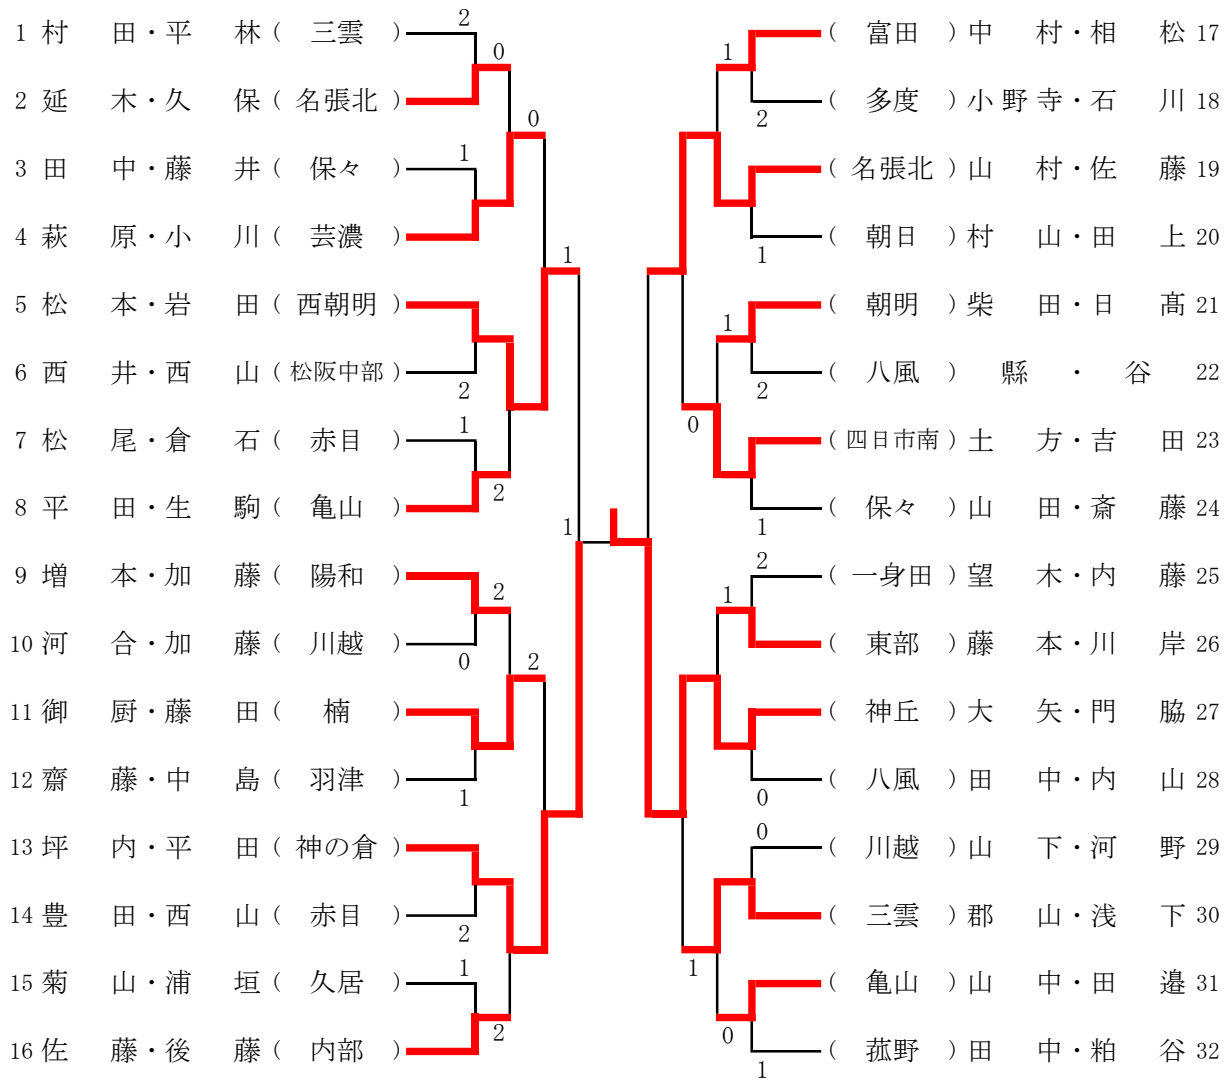 1 村 田・平 林 ( 三雲 ) 2
0
2 延 木・久 保 ( 名張北 )
0
3 田 中・藤 井 ( 保々 ) 1
4 萩 原・小 川 ( 芸濃 )
1
5 松 本・岩 田 ( 西朝明 )
6 西 井・西 山 ( 松阪中部 ) 2
7 松 尾・倉 石 ( 赤目 ) 1
2
8 平 田・生 駒 ( 亀山 )
1
9 増 本・加 藤 ( 陽和 )
2
10 河 合・加 藤 ( 川越 ) 0
2
11 御 厨・藤 田 ( 楠 )
12 齋 藤・中 島 ( 羽津 ) 1
13 坪 内・平 田 ( 神の倉 )
14 豊 田・西 山 ( 赤目 ) 2
15 菊 山・浦 垣 ( 久居 ) 1
2
16 佐 藤・後 藤 ( 内部 )
( 富田 ) 中 村・相 松 17
1
2 ( 多度 ) 小野寺・石 川 18
( 名張北 ) 山 村・佐 藤 19
1 ( 朝日 ) 村 山・田 上 20
( 朝明 ) 柴 田・日 髙 21
1
2 ( 八風 ) 縣 ・ 谷 22
0
( 四日市南 ) 土 方・吉 田 23
1 ( 保々 ) 山 田・斎 藤 24
2 ( 一身田 ) 望 木・内 藤 25
1
( 東部 ) 藤 本・川 岸 26
( 神丘 ) 大 矢・門 脇 27
0 ( 八風 ) 田 中・内 山 28
0 ( 川越 ) 山 下・河 野 29
( 三雲 ) 郡 山・浅 下 30
1
( 亀山 ) 山 中・田 邉 31
0
1 ( 菰野 ) 田 中・粕 谷 32